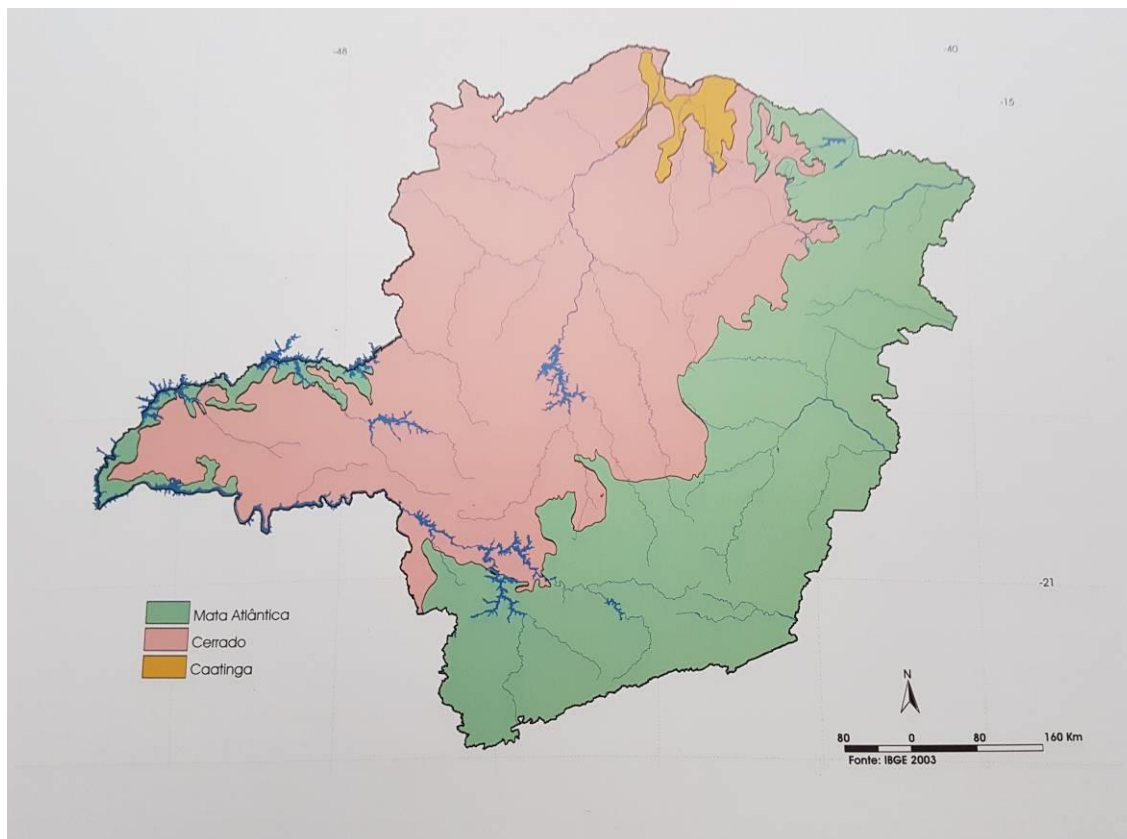 -48
-40
-15
-21
Mata Atlântica
Cerrado
Caatinga
N
80 0 80 160 Km
Fonte: IBGE 2003